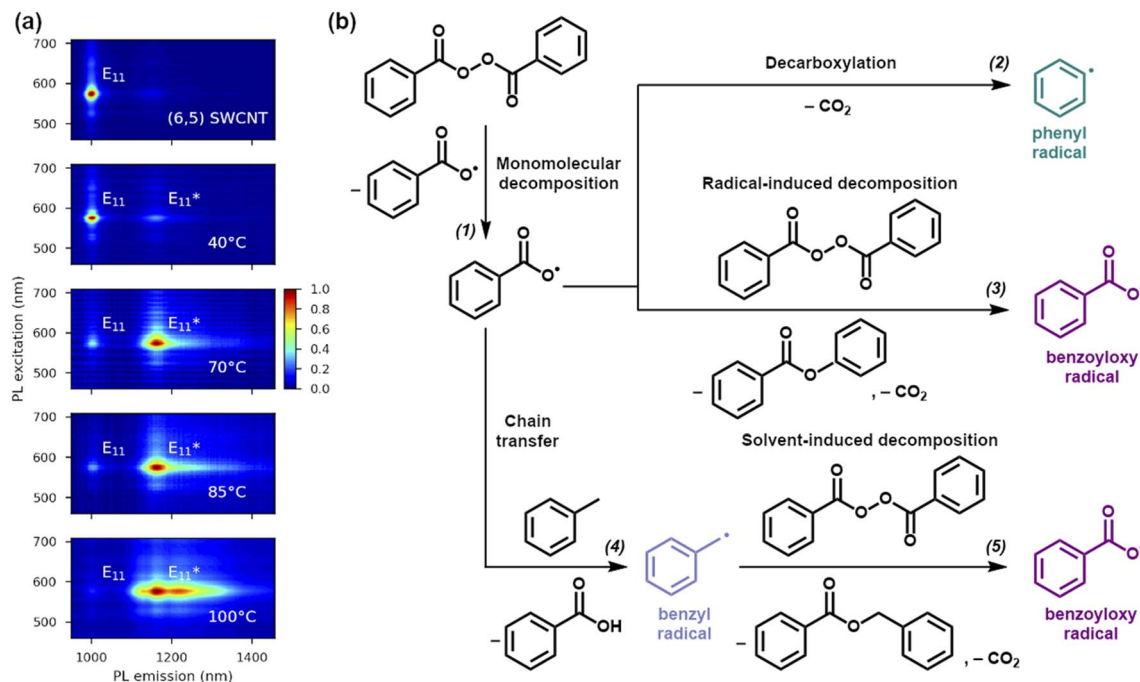 (a)
700
600
500
E11
(6,5) SWCNT
700
600
500
E11
E11*
40°C
700
600
500
E11
E11*
70°C
1.0
0.8
0.6
0.4
0.2
0.0
700
600
500
E11
E11*
85°C
700
600
500
E11
E11*
100°C
1000 1200 1400
PL emission (nm)
PL excitation (nm)
(b)
O
O
O
O
Monomolecular
decomposition
–
O
O•
(1)
O
O•
Decarboxylation
(2)
– CO2
•
phenyl
radical
Radical-induced decomposition
O
O
O
O
(3)
–
O
O
, – CO2
O
O
benzoyloxy
radical
Chain
transfer
(4)
–
O
OH
•
benzyl
radical
Solvent-induced decomposition
O
O
O
O
(5)
–
O
O
, – CO2
O
O
benzoyloxy
radical